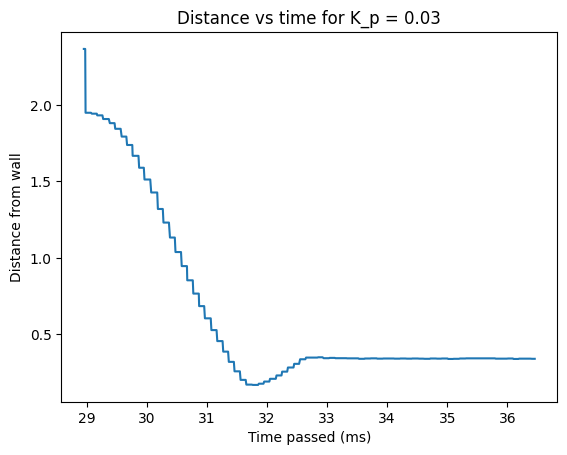 Distance vs time for K_p = 0.03
2.0
1.5
1.0
0.5
Distance from wall
29 30 31 32 33 34 35 36
Time passed (ms)